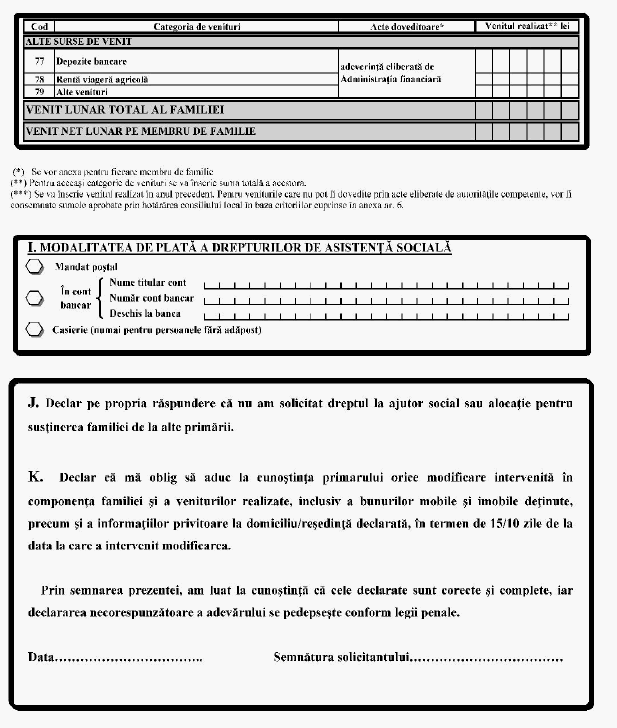 Cod Categoria de venituri Acte doveditoare* Venitul realizat** lei
ALTE SURSE DE VENIT
77 Depozite bancare
adeverință eliberată de
78 Rentă viageră agricolă Administrația financiară
79 Alte venituri
VENIT LUNAR TOTAL AL FAMILIEI
VENIT NET LUNAR PE MEMBRU DE FAMILIE
(*) Se vor anexa pentru fiecare membru de familie
(**) Pentru aceeași categorie de venituri se va înscrie suma totală a acestora.
(***) Se va înscrie venitul realizat în anul precedent. Pentru veniturile care nu pot fi dovedite prin acte eliberate de autoritățile competente, vor fi
consemnate sumele aprobate prin hotărârea consiliului local în baza criteriilor cuprinse în anexa nr. 6.
I. MODALITATEA DE PLATĂ A DREPTURILOR DE ASISTENȚĂ SOCIALĂ
Mandat poștal
În cont bancar
Nume titular cont
Număr cont bancar
Deschis la banca
Casierie (numai pentru persoanele fără adăpost)
J. Declar pe propria răspundere că nu am solicitat dreptul la ajutor social sau alocație pentru
susținerea familiei de la alte primării.
K. Declar că mă oblig să aduc la cunoștința primarului orice modificare intervenită în
componența familiei și a veniturilor realizate, inclusiv a bunurilor mobile și imobile deținute,
precum și a informațiilor privitoare la domiciliu/reședință declarată, în termen de 15/10 zile de la
data la care a intervenit modificarea.
Prin semnarea prezentei, am luat la cunoștință că cele declarate sunt corecte și complete, iar
declararea necorespunzătoare a adevărului se pedepsește conform legii penale.
Data…………………………….. Semnătura solicitantului………………………………